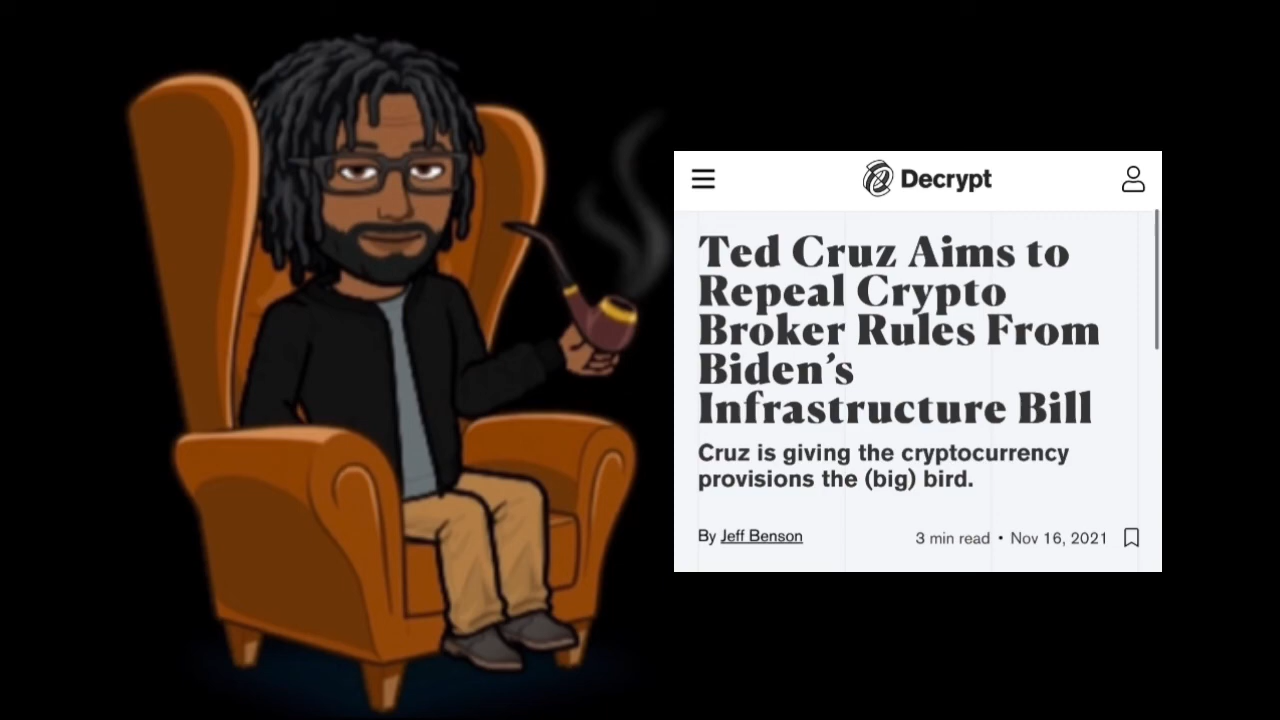 Decrypt
Ted Cruz Aims to
Repeal Crypto
Broker Rules From
Biden’s
Infrastructure Bill
Cruz is giving the cryptocurrency
provisions the (big) bird.
By Jeff Benson 3 min read • Nov 16, 2021